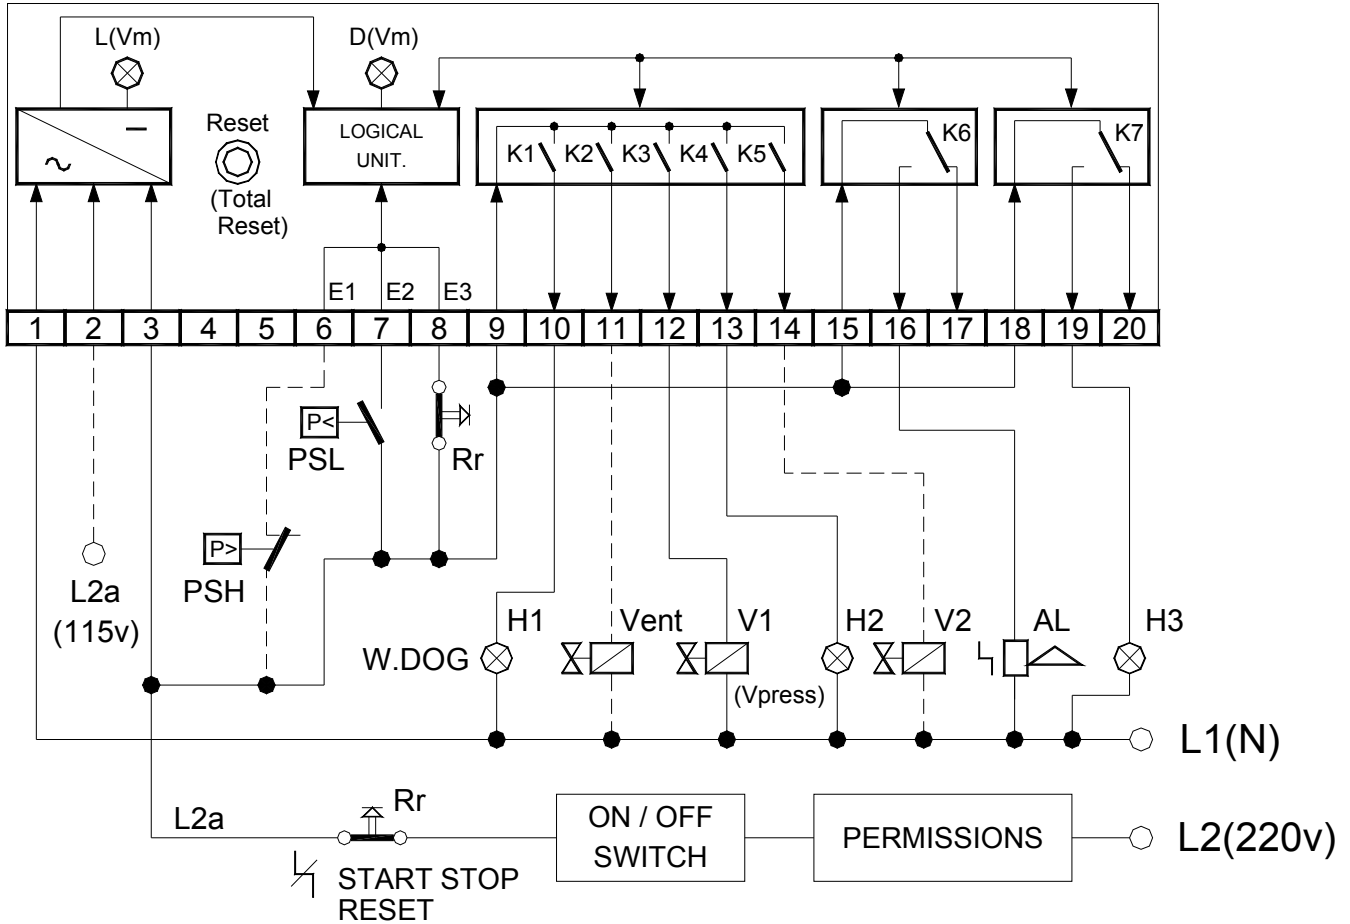 L(Vm)
D(Vm)
Reset
(Total
Reset)
LOGICAL
UNIT.
K1 K2 K3 K4 K5
K6
K7
E1 E2 E3
1 2 3 4 5 6 7 8 9 10 11 12 13 14 15 16 17 18 19 20
P<
PSL
Rr
P>
PSH
L2a
(115v)
H1
W.DOG
Vent
V1
(Vpress)
H2
V2
AL
H3
L1(N)
L2a
Rr
START STOP
RESET
ON / OFF
SWITCH
PERMISSIONS
L2(220v)